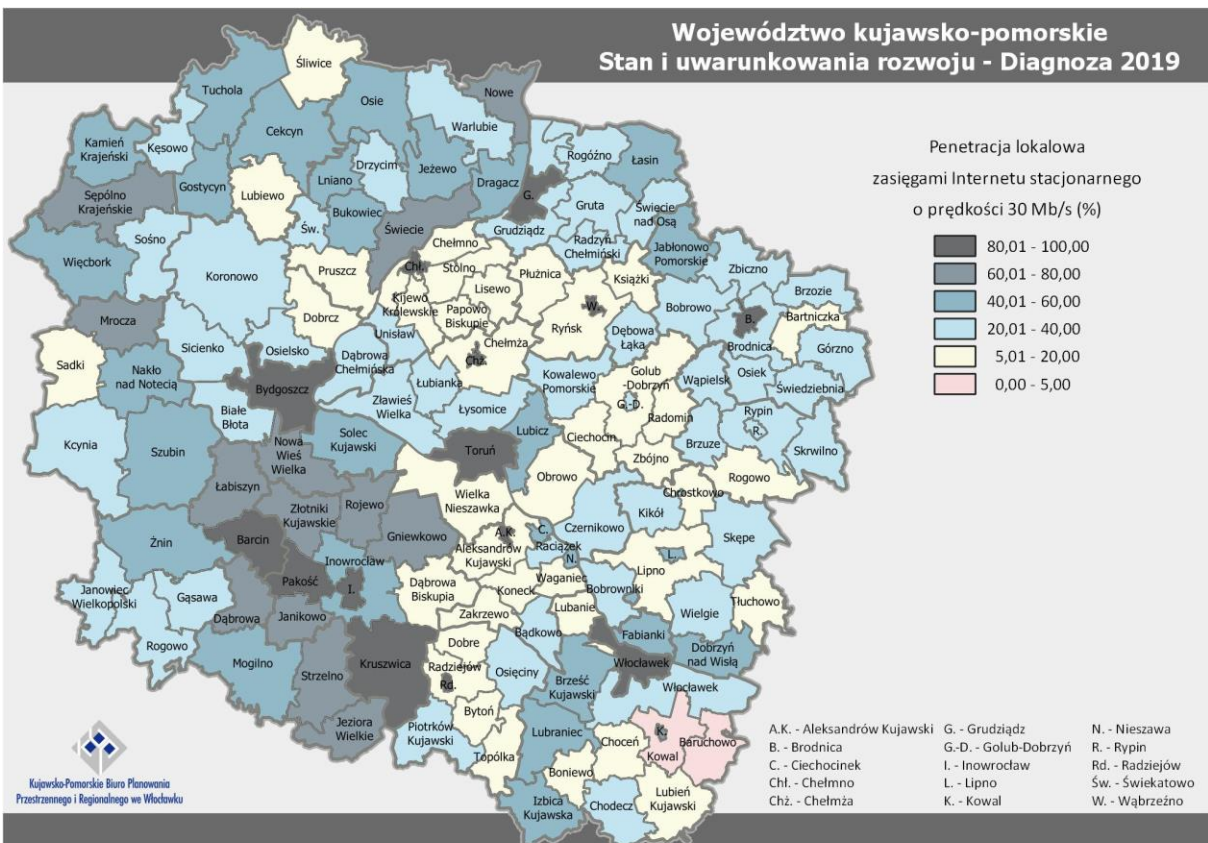 Województwo kujawsko-pomorskie
Stan i uwarunkowania rozwoju - Diagnoza 2019
Penetracja lokalowa
zasięgami Internetu stacjonarnego
o prędkości 30 Mb/s (%)
80,01 - 100,00
60,01 - 80,00
40,01 - 60,00
20,01 - 40,00
5,01 - 20,00
0,00 - 5,00
Śliwice
Tuchola
Osie
Nowe
Warlubie
Cekcyn
Kamień
Krajeński
Kęsowo
Rogóźno
Łasin
Drzycim
Jeżewo
Dragacz
Gostycyn
Lubiewo
Lniano
G.
Sępólno
Krajeńskie
Bukowiec
Gruta
Święcie
nad Osą
Świecie
Św.
Grudziądz
Sośno
Radzyń
Chełmiński
Więcbork
Chełmno
Jabłonowo
Pomorskie
Koronowo
Pruszcz
Chł.
Stolno
Płużnica
Książki
Zbiczno
Brzozie
Kijewo
Królewskie
Lisewo
W.
Bobrowo
Bartniczka
Mrocza
Dobrcz
Papowo
Biskupie
B.
Unisław
Ryńsk
Dębowa
Łąka
Brodnica
Górzno
Sicienko
Osielsko
Chełmża
Chż.
Sadki
Dąbrowa
Chełmińska
Nakło
nad Notecią
Łubianka
Kowalewo
Pomorskie
Golub
-Dobrzyń
Wąpielsk
Osiek
Świedziebnia
Bydgoszcz
Zławieś
Wielka
G.-D.
Białe
Błota
Łysomice
Radomin
Rypin
R.
Kcynia
Solec
Kujawski
Lubicz
Ciechocin
Brzuze
Skrwilno
Szubin
Nowa
Wieś
Wielka
Toruń
Zbójno
Obrowo
Rogowo
Łabiszyn
Wielka
Nieszawka
Chrostkowo
Złotniki
Kujawskie
Rojewo
Kikół
Gniewkowo
A.K.
C.
Czernikowo
Barcin
Żnin
Raciążek
Skępe
Inowrocław
Aleksandrów
Kujawski
N.
L.
Lipno
Pakość
I.
Waganiec
Janowiec
Wielkopolski
Gąsawa
Dąbrowa
Biskupia
Koneck
Bobrowniki
Tłuchowo
Dąbrowa
Janikowo
Zakrzewo
Lubanie
Wielgie
Rogowo
Bądkowo
Dobre
Fabianki
Dobrzyń
nad Wisłą
Mogilno
Kruszwica
Radziejów
Osięciny
Włocławek
Strzelno
Rd.
Brześć
Kujawski
Włocławek
Jeziora
Wielkie
Bytoń
Piotrków
Kujawski
Lubraniec
K.
Baruchowo
Choceń
Kowal
Topólka
Boniewo
Lubień
Kujawski
Izbica
Kujawska
Chodecz
A.K. - Aleksandrów Kujawski
B. - Brodnica
C. - Ciechocinek
Chł. - Chełmno
Chż. - Chełmża
G. - Grudziądz
G.-D. - Golub-Dobrzyń
I. - Inowrocław
L. - Lipno
K. - Kowal
N. - Nieszawa
R. - Rypin
Rd. - Radziejów
Św. - Świekatowo
W. - Wąbrzeźno
Kujawsko-Pomorskie Biuro Planowania
Przestrzennego i Regionalnego we Włocławku